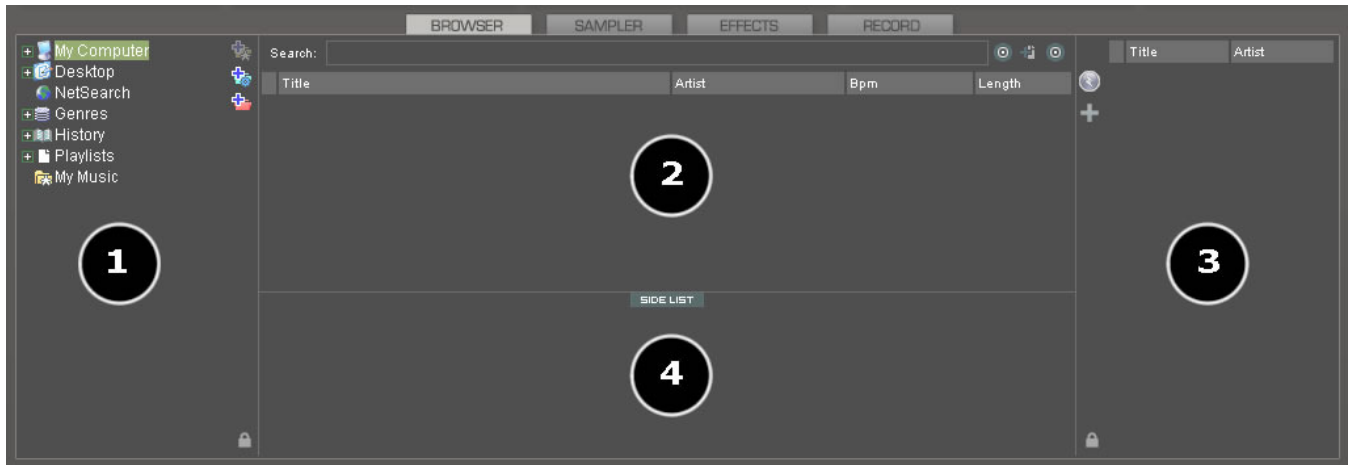 BROWSER SAMPLER EFFECTS RECORD
My Computer
Desktop
NetSearch
Genres
History
Playlists
My Music
1
Search:
Title Artist Bpm Length
2
SIDE LIST
4
Title Artist
3